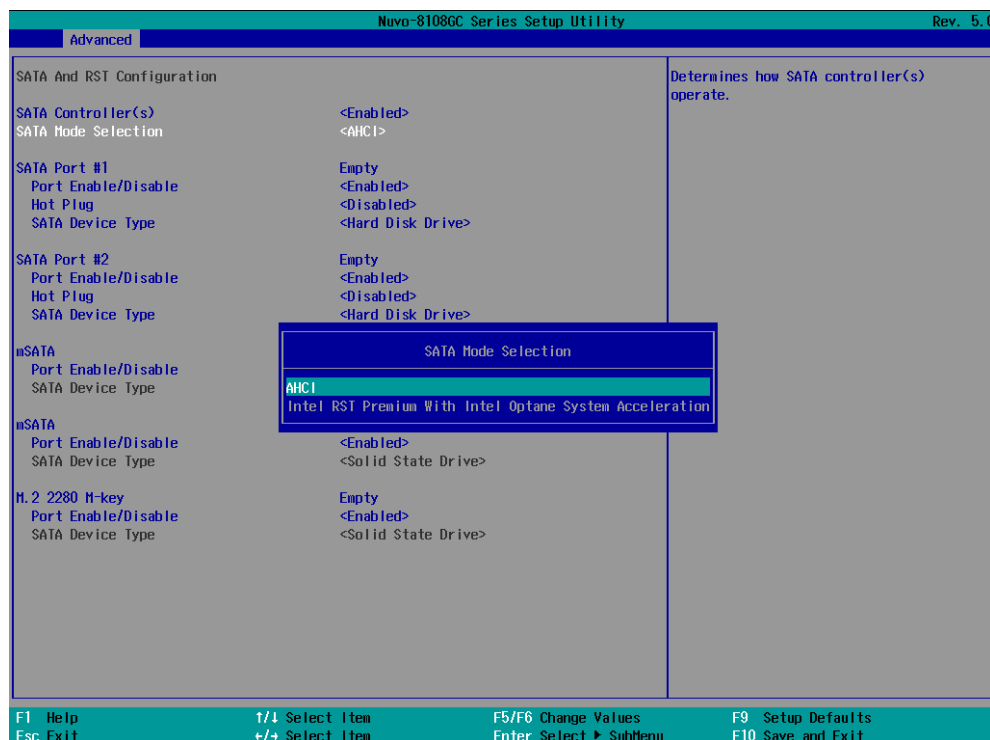 Nuvo-8108GC Series Setup Utility Rev. 5.
Advanced
SATA And RST Configuration
Determines how SATA controller(s)
operate.
SATA Controller(s) <Enabled>
SATA Mode Selection <AHCI>
SATA Port #1 Empty
Port Enable/Disable <Enabled>
Hot Plug <Disabled>
SATA Device Type <Hard Disk Drive>
SATA Port #2 Empty
Port Enable/Disable <Enabled>
Hot Plug <Disabled>
SATA Device Type <Hard Disk Drive>
mSATA
Port Enable/Disable
SATA Device Type
SATA Mode Selection
AHCI
Intel RST Premium With Intel Optane System Acceleration
mSATA
Port Enable/Disable <Enabled>
SATA Device Type <Solid State Drive>
M.2 2280 M-key Empty
Port Enable/Disable <Enabled>
SATA Device Type <Solid State Drive>
F1 Help ↑/↓ Select Item F5/F6 Change Values F9 Setup Defaults
Esc Exit ←/→ Select Item Enter Select ▶ SubMenu F10 Save and Exit